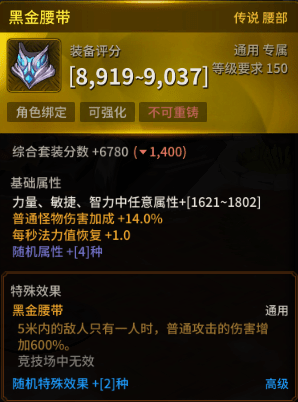 黑金腰带
传说 腰部
装备评分
通用 专属
[8,919~9,037]
等级要求 150
角色绑定
可强化
不可重铸
综合套装分数 +6780 (▼1,400)
基础属性
力量、敏捷、智力中任意属性+[1621~1802]
普通怪物伤害加成 +14.0%
每秒法力值恢复 +1.0
随机属性 +[4]种
特殊效果
黑金腰带
通用
5米内的敌人只有一人时，普通攻击的伤害增
加600%。
竞技场中无效
随机特殊效果 +[2]种
高级